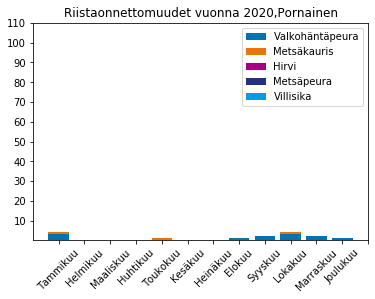 Riistaonnettomuudet vuonna 2020,Pornainen
110
100
90
80
70
60
50
40
30
20
10
Valkohäntäpeura
Metsäkauris
Hirvi
Metsäpeura
Villisika
Tammikuu
Helmikuu
Maaliskuu
Huhtikuu
Toukokuu
Kesäkuu
Heinäkuu
Elokuu
Syyskuu
Lokakuu
Marraskuu
Joulukuu